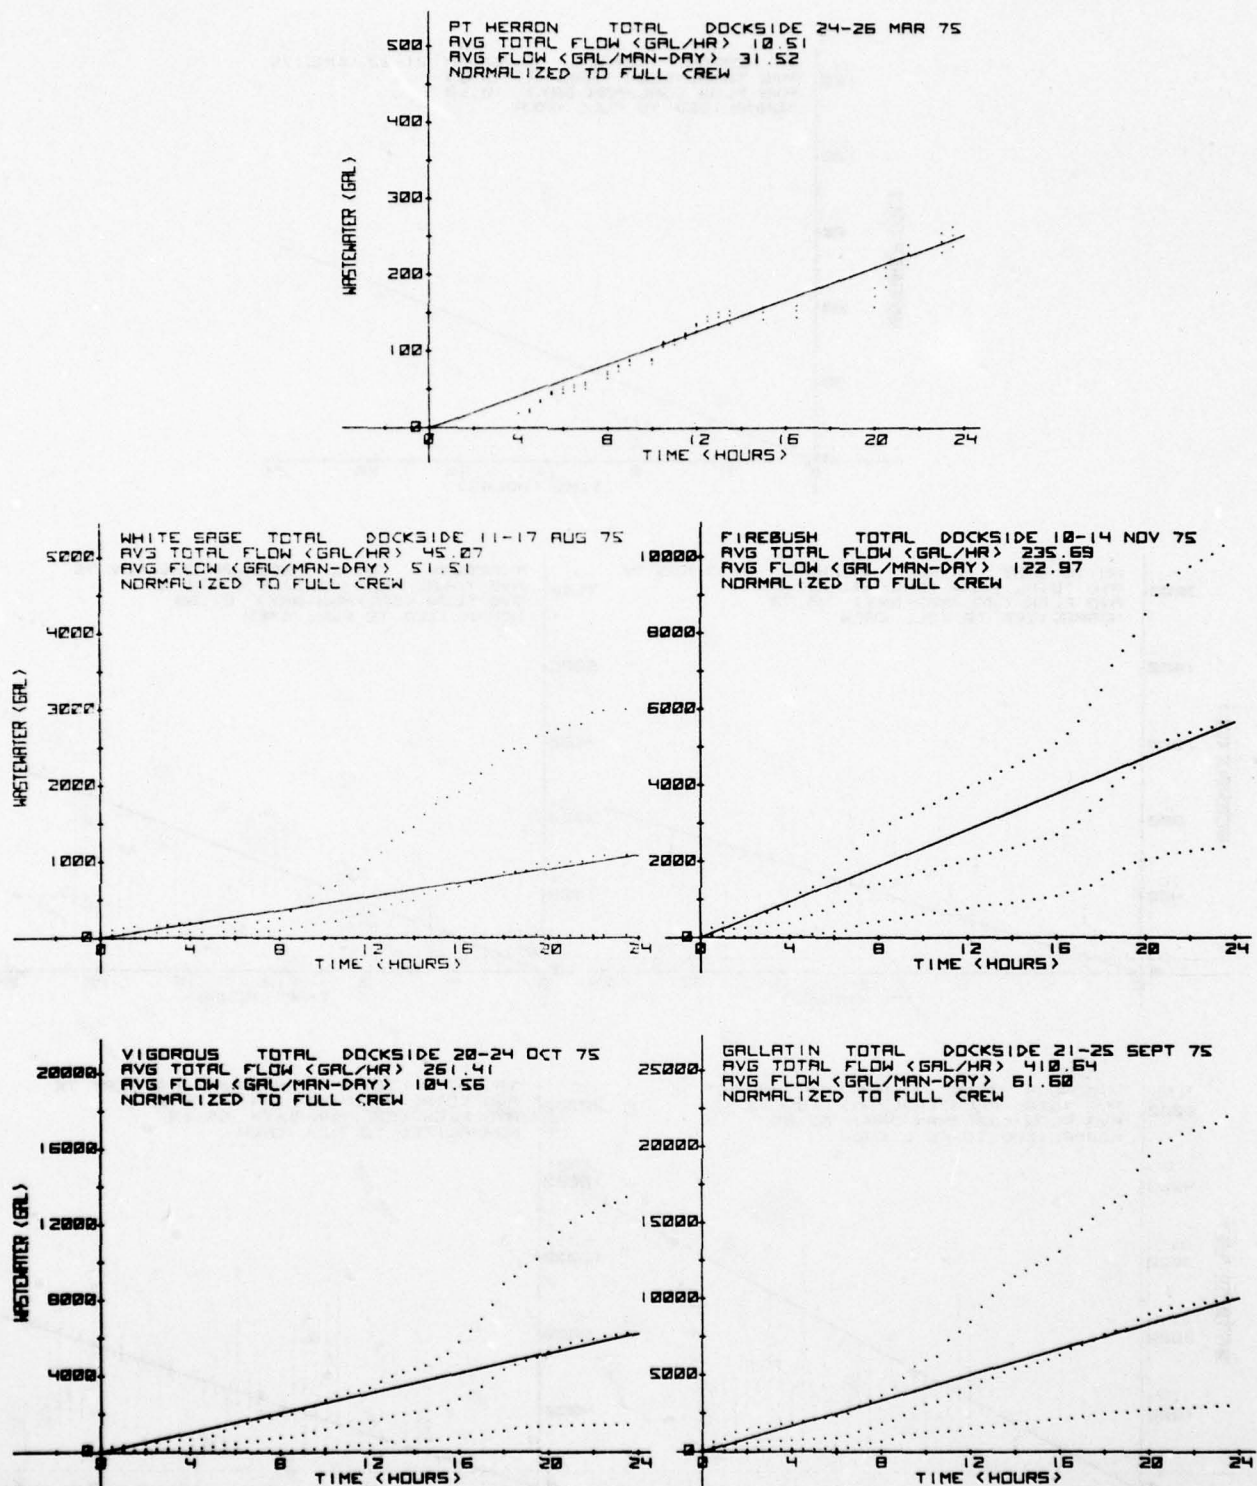 PT HERRON TOTAL DOCKSIDE 24-26 MAR 75
AVG TOTAL FLOW <GAL/HR> 10.51
AVG FLOW <GAL/MAN-DAY> 31.52
NORMALIZED TO FULL CREW
500
400
300
200
100
0
WASTEWATER <GAL>
0 4 8 12 16 20 24
TIME <HOURS>
WHITE SAGE TOTAL DOCKSIDE 11-17 AUG 75
AVG TOTAL FLOW <GAL/HR> 45.07
AVG FLOW <GAL/MAN-DAY> 51.51
NORMALIZED TO FULL CREW
5000
4000
3000
2000
1000
0
WASTEWATER <GAL>
0 4 8 12 16 20 24
TIME <HOURS>
FIREBUSH TOTAL DOCKSIDE 10-14 NOV 75
AVG TOTAL FLOW <GAL/HR> 235.69
AVG FLOW <GAL/MAN-DAY> 122.97
NORMALIZED TO FULL CREW
10000
8000
6000
4000
2000
0
0 4 8 12 16 20 24
TIME <HOURS>
VIGOROUS TOTAL DOCKSIDE 20-24 OCT 75
AVG TOTAL FLOW <GAL/HR> 261.41
AVG FLOW <GAL/MAN-DAY> 104.56
NORMALIZED TO FULL CREW
20000
16000
12000
8000
4000
0
WASTEWATER <GAL>
0 4 8 12 16 20 24
TIME <HOURS>
GALLATIN TOTAL DOCKSIDE 21-25 SEPT 75
AVG TOTAL FLOW <GAL/HR> 410.64
AVG FLOW <GAL/MAN-DAY> 61.60
NORMALIZED TO FULL CREW
25000
20000
15000
10000
5000
0
0 4 8 12 16 20 24
TIME <HOURS>